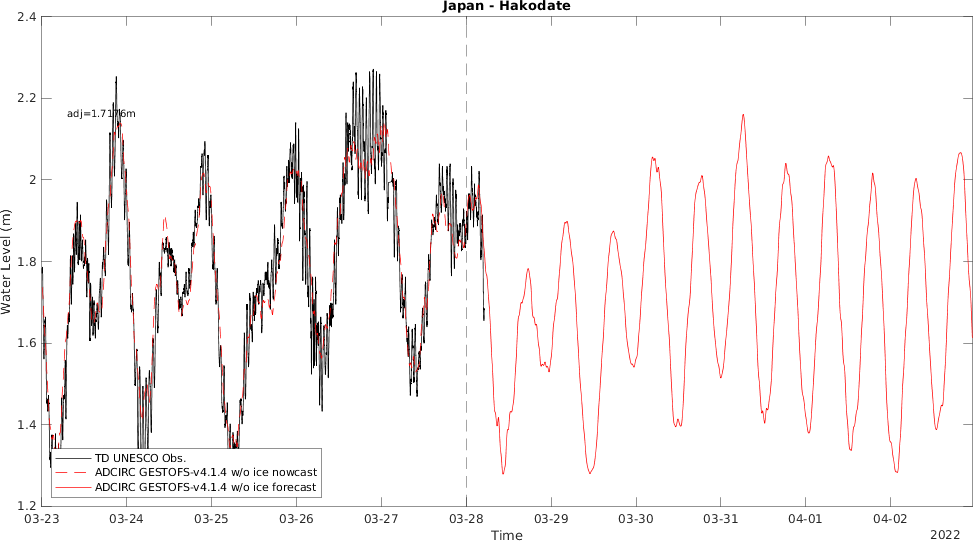 Japan - Hakodate
2.4
2.2
2
1.8
1.6
1.4
1.2
Water Level (m)
adj=1.7176m
TD UNESCO Obs.
ADCIRC GESTOFS-v4.1.4 w/o ice nowcast
ADCIRC GESTOFS-v4.1.4 w/o ice forecast
03-23 03-24 03-25 03-26 03-27 03-28 03-29 03-30 03-31 04-01 04-02
Time
2022